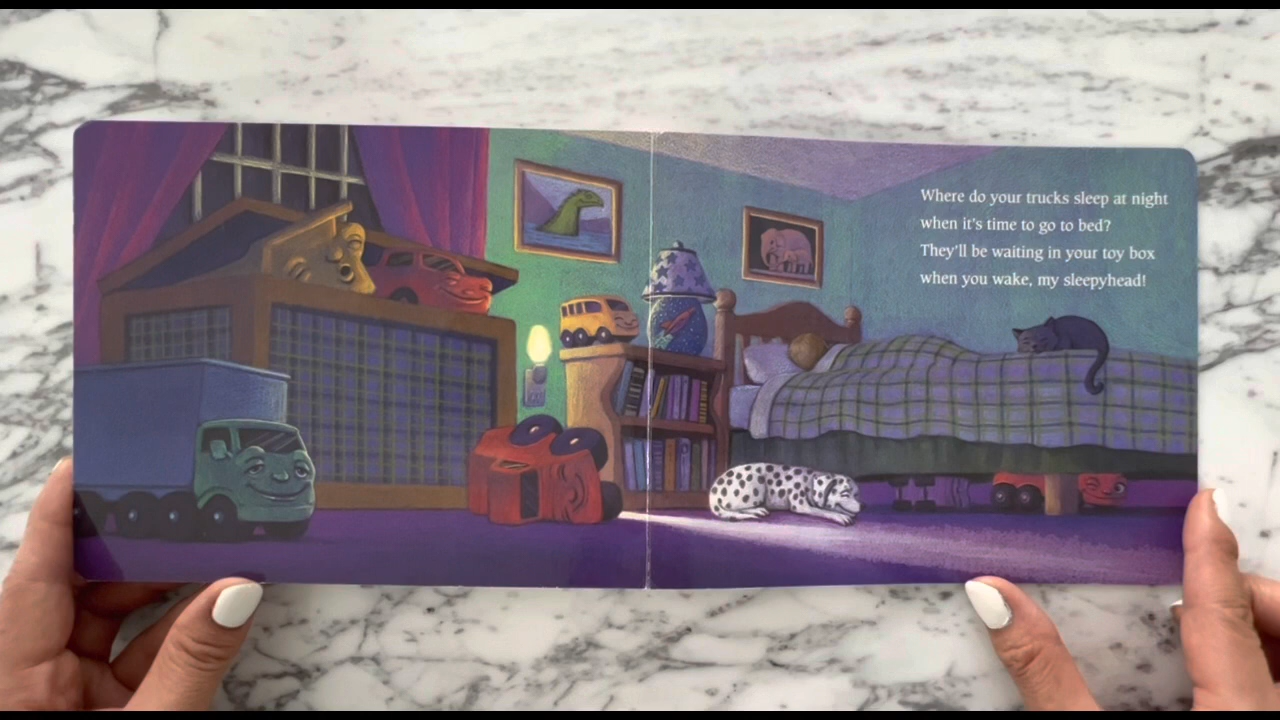 Where do your trucks sleep at night
when it's time to go to bed?
They'll be waiting in your toy box
when you wake, my sleepyhead!